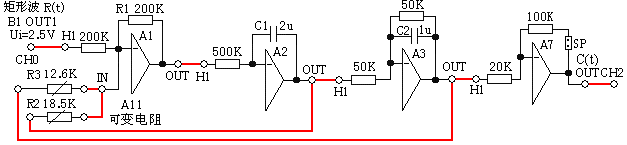 矩形波 R(t)
B1 OUT1
Ui=2.5V
CH0
H1
200K
R1 200K
A1
OUT
H1
500K
C1
2u
A2
OUT
H1
50K
50K
C2
1u
A3
OUT
H1
20K
100K
A7
SP
C(t)
OUT CH2
R3 12.6K
IN
R2 18.5K
A11
可变电阻